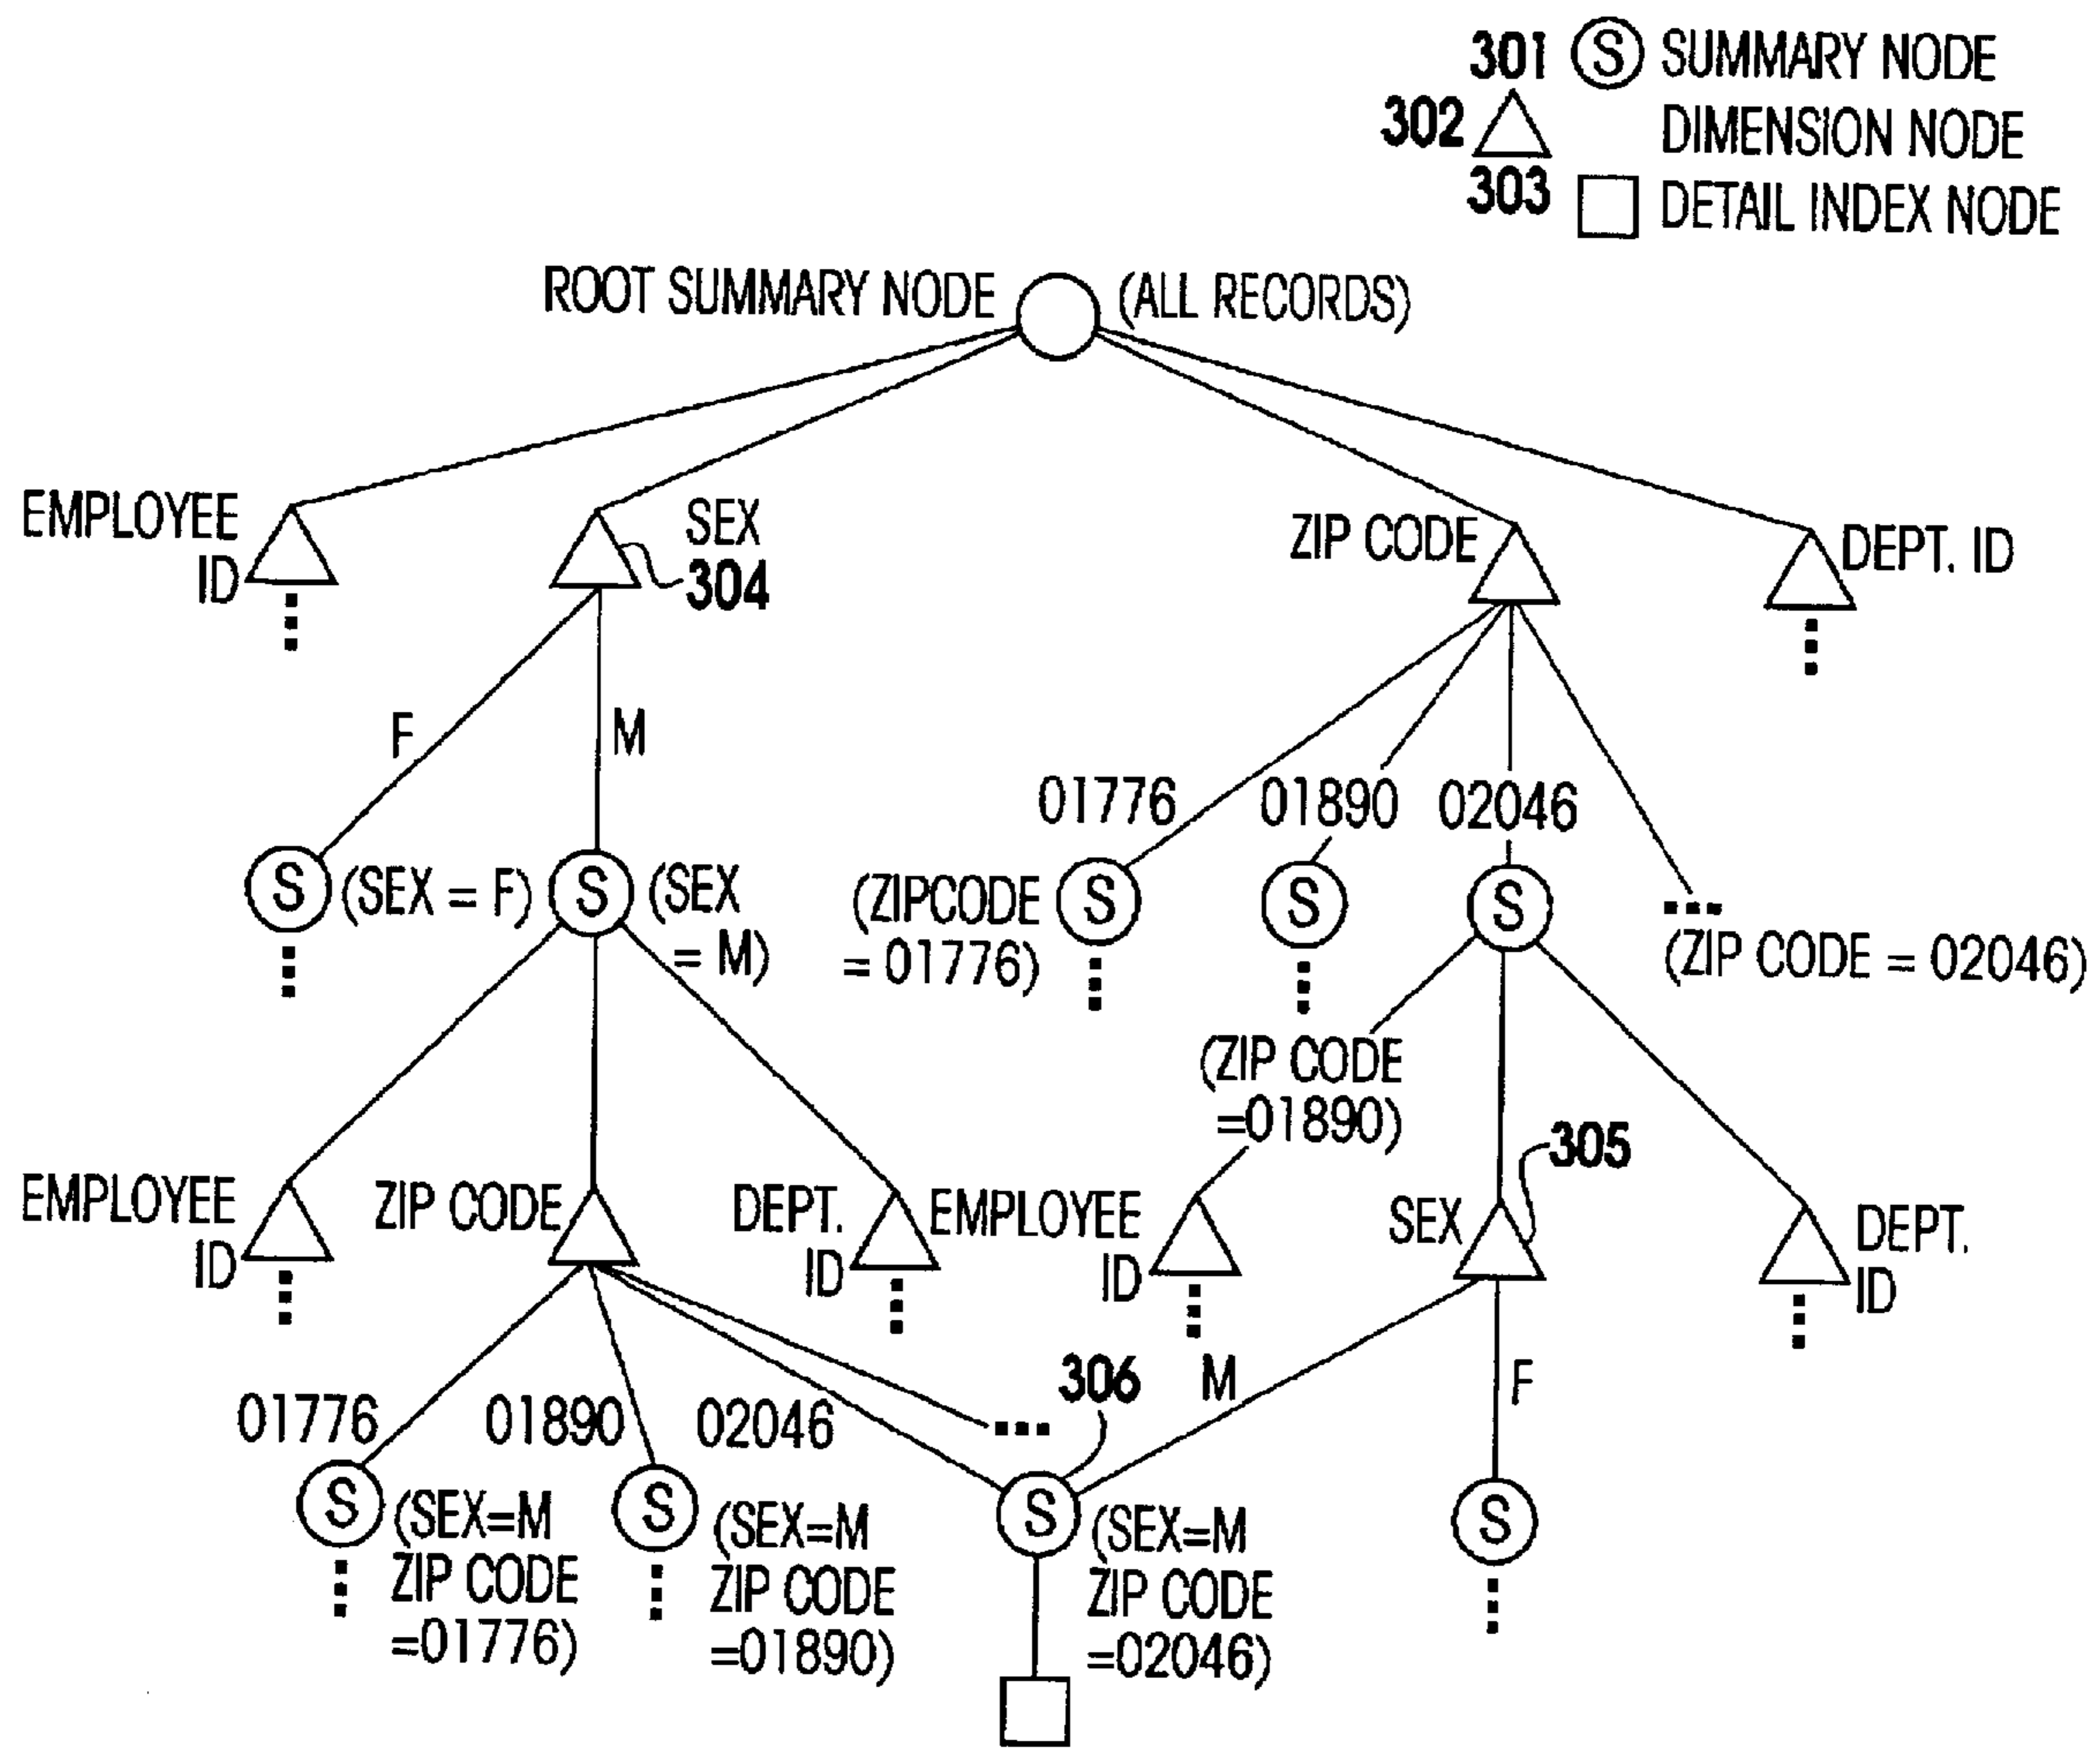 301 S SUMMARY NODE
302 DIMENSION NODE
303 DETAIL INDEX NODE
ROOT SUMMARY NODE (ALL RECORDS)
EMPLOYEE
ID
SEX
304
ZIP CODE
DEPT. ID
F
M
01776
01890
02046
S (SEX = F)
S (SEX
= M)
(ZIPCODE
= 01776)
S
S
S
(ZIP CODE = 02046)
(ZIP CODE
=01890)
305
EMPLOYEE
ID
ZIP CODE
DEPT.
ID
EMPLOYEE
ID
SEX
DEPT.
ID
306
M
F
01776
01890
02046
S (SEX=M
ZIP CODE
=01776)
S (SEX=M
ZIP CODE
=01890)
S (SEX=M
ZIP CODE
=02046)
S